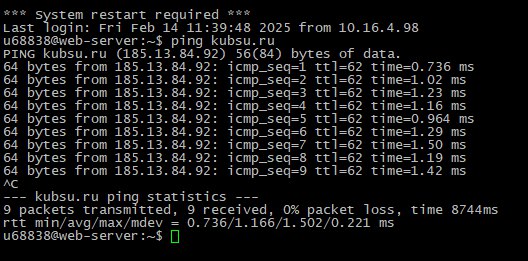 *** System restart required ***
Last login: Fri Feb 14 11:39:48 2025 from 10.16.4.98
u68838@web-server:~$ ping kubsu.ru
PING kubsu.ru (185.13.84.92) 56(84) bytes of data.
64 bytes from 185.13.84.92: icmp_seq=1 ttl=62 time=0.736 ms
64 bytes from 185.13.84.92: icmp_seq=2 ttl=62 time=1.02 ms
64 bytes from 185.13.84.92: icmp_seq=3 ttl=62 time=1.23 ms
64 bytes from 185.13.84.92: icmp_seq=4 ttl=62 time=1.16 ms
64 bytes from 185.13.84.92: icmp_seq=5 ttl=62 time=0.964 ms
64 bytes from 185.13.84.92: icmp_seq=6 ttl=62 time=1.29 ms
64 bytes from 185.13.84.92: icmp_seq=7 ttl=62 time=1.50 ms
64 bytes from 185.13.84.92: icmp_seq=8 ttl=62 time=1.19 ms
64 bytes from 185.13.84.92: icmp_seq=9 ttl=62 time=1.42 ms
^C
--- kubsu.ru ping statistics ---
9 packets transmitted, 9 received, 0% packet loss, time 8744ms
rtt min/avg/max/mdev = 0.736/1.166/1.502/0.221 ms
u68838@web-server:~$